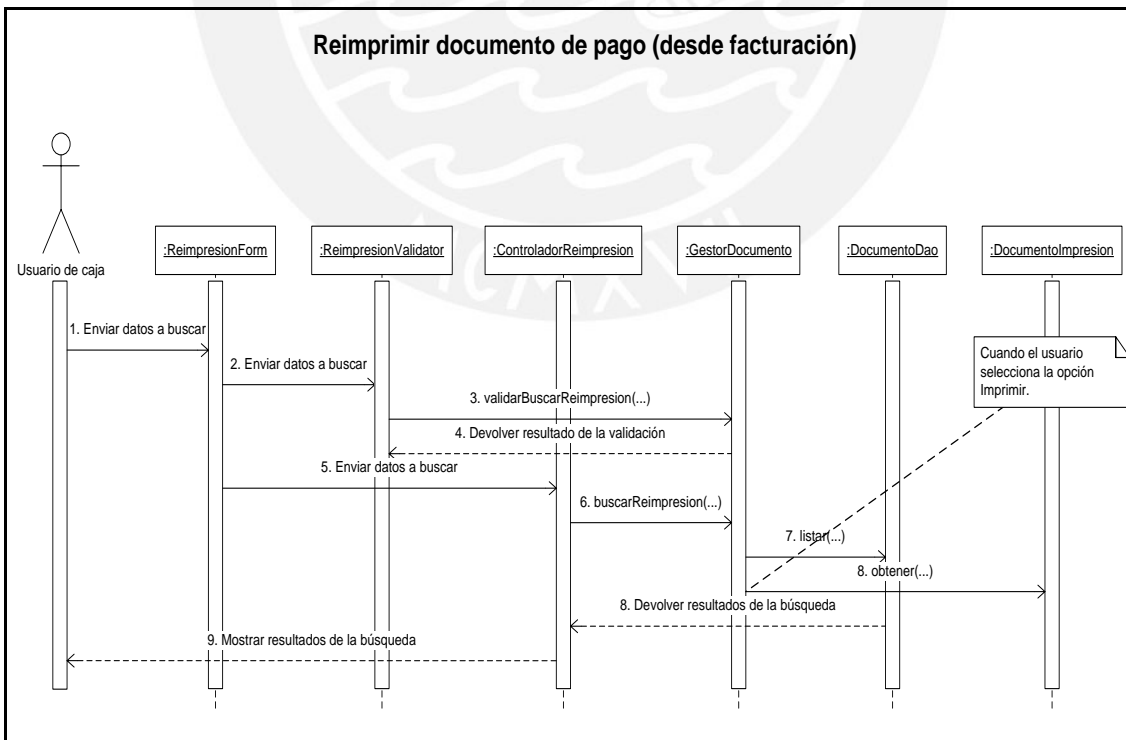 Reimprimir documento de pago (desde facturación)
Usuario de caja
:ReimpresionForm
:ReimpresionValidator
:ControladorReimpresion
:GestorDocumento
:DocumentoDao
:DocumentoImpresion
1. Enviar datos a buscar
2. Enviar datos a buscar
3. validarBuscarReimpresion(...)
4. Devolver resultado de la validación
5. Enviar datos a buscar
6. buscarReimpresion(...)
7. listar(...)
8. obtener(...)
8. Devolver resultados de la búsqueda
9. Mostrar resultados de la búsqueda
Cuando el usuario
selecciona la opción
Imprimir.